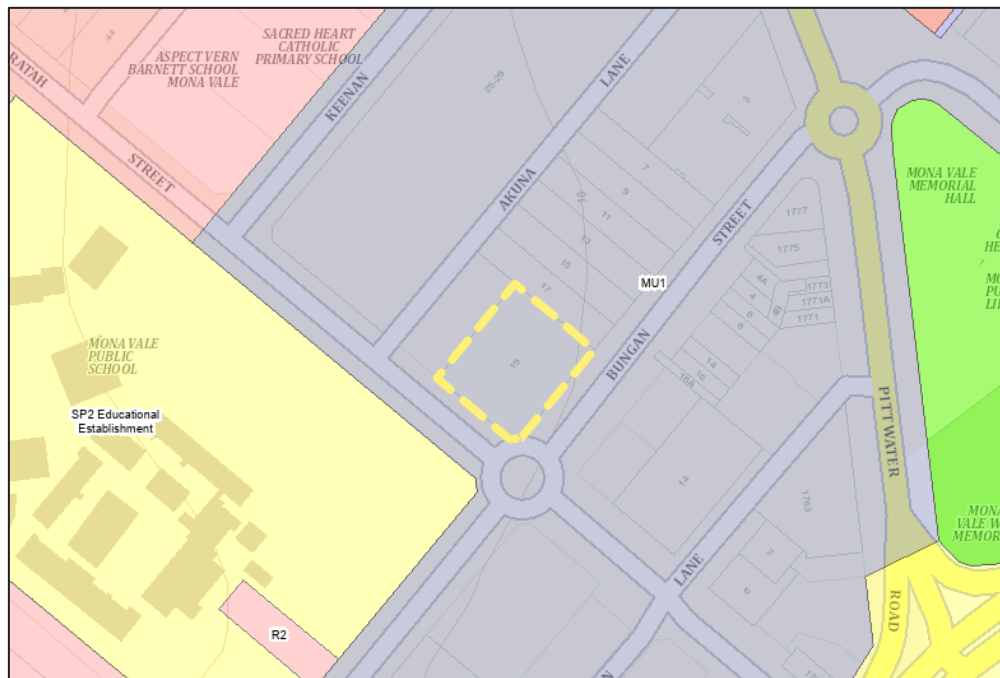 44
RATAH
STREET
ASPECT VERN
BARNETT SCHOOL
MONA VALE
SACRED HEART
CATHOLIC
PRIMARY SCHOOL
KEENAN
25-29
AKUNA
LANE
3
7
9
11
13
15
17
19
10
BUNGAN
STREET
MU1
1777
1775
1773
1771A
1771
4A
4
6
8
4B
14
16
16A
14
MONA VALE
MEMORIAL
HALL
PITTWATER
ROAD
MONA VALE
PUBLIC
SCHOOL
SP2 Educational
Establishment
R2
LANE
1763
2
VALE W
MEMOR